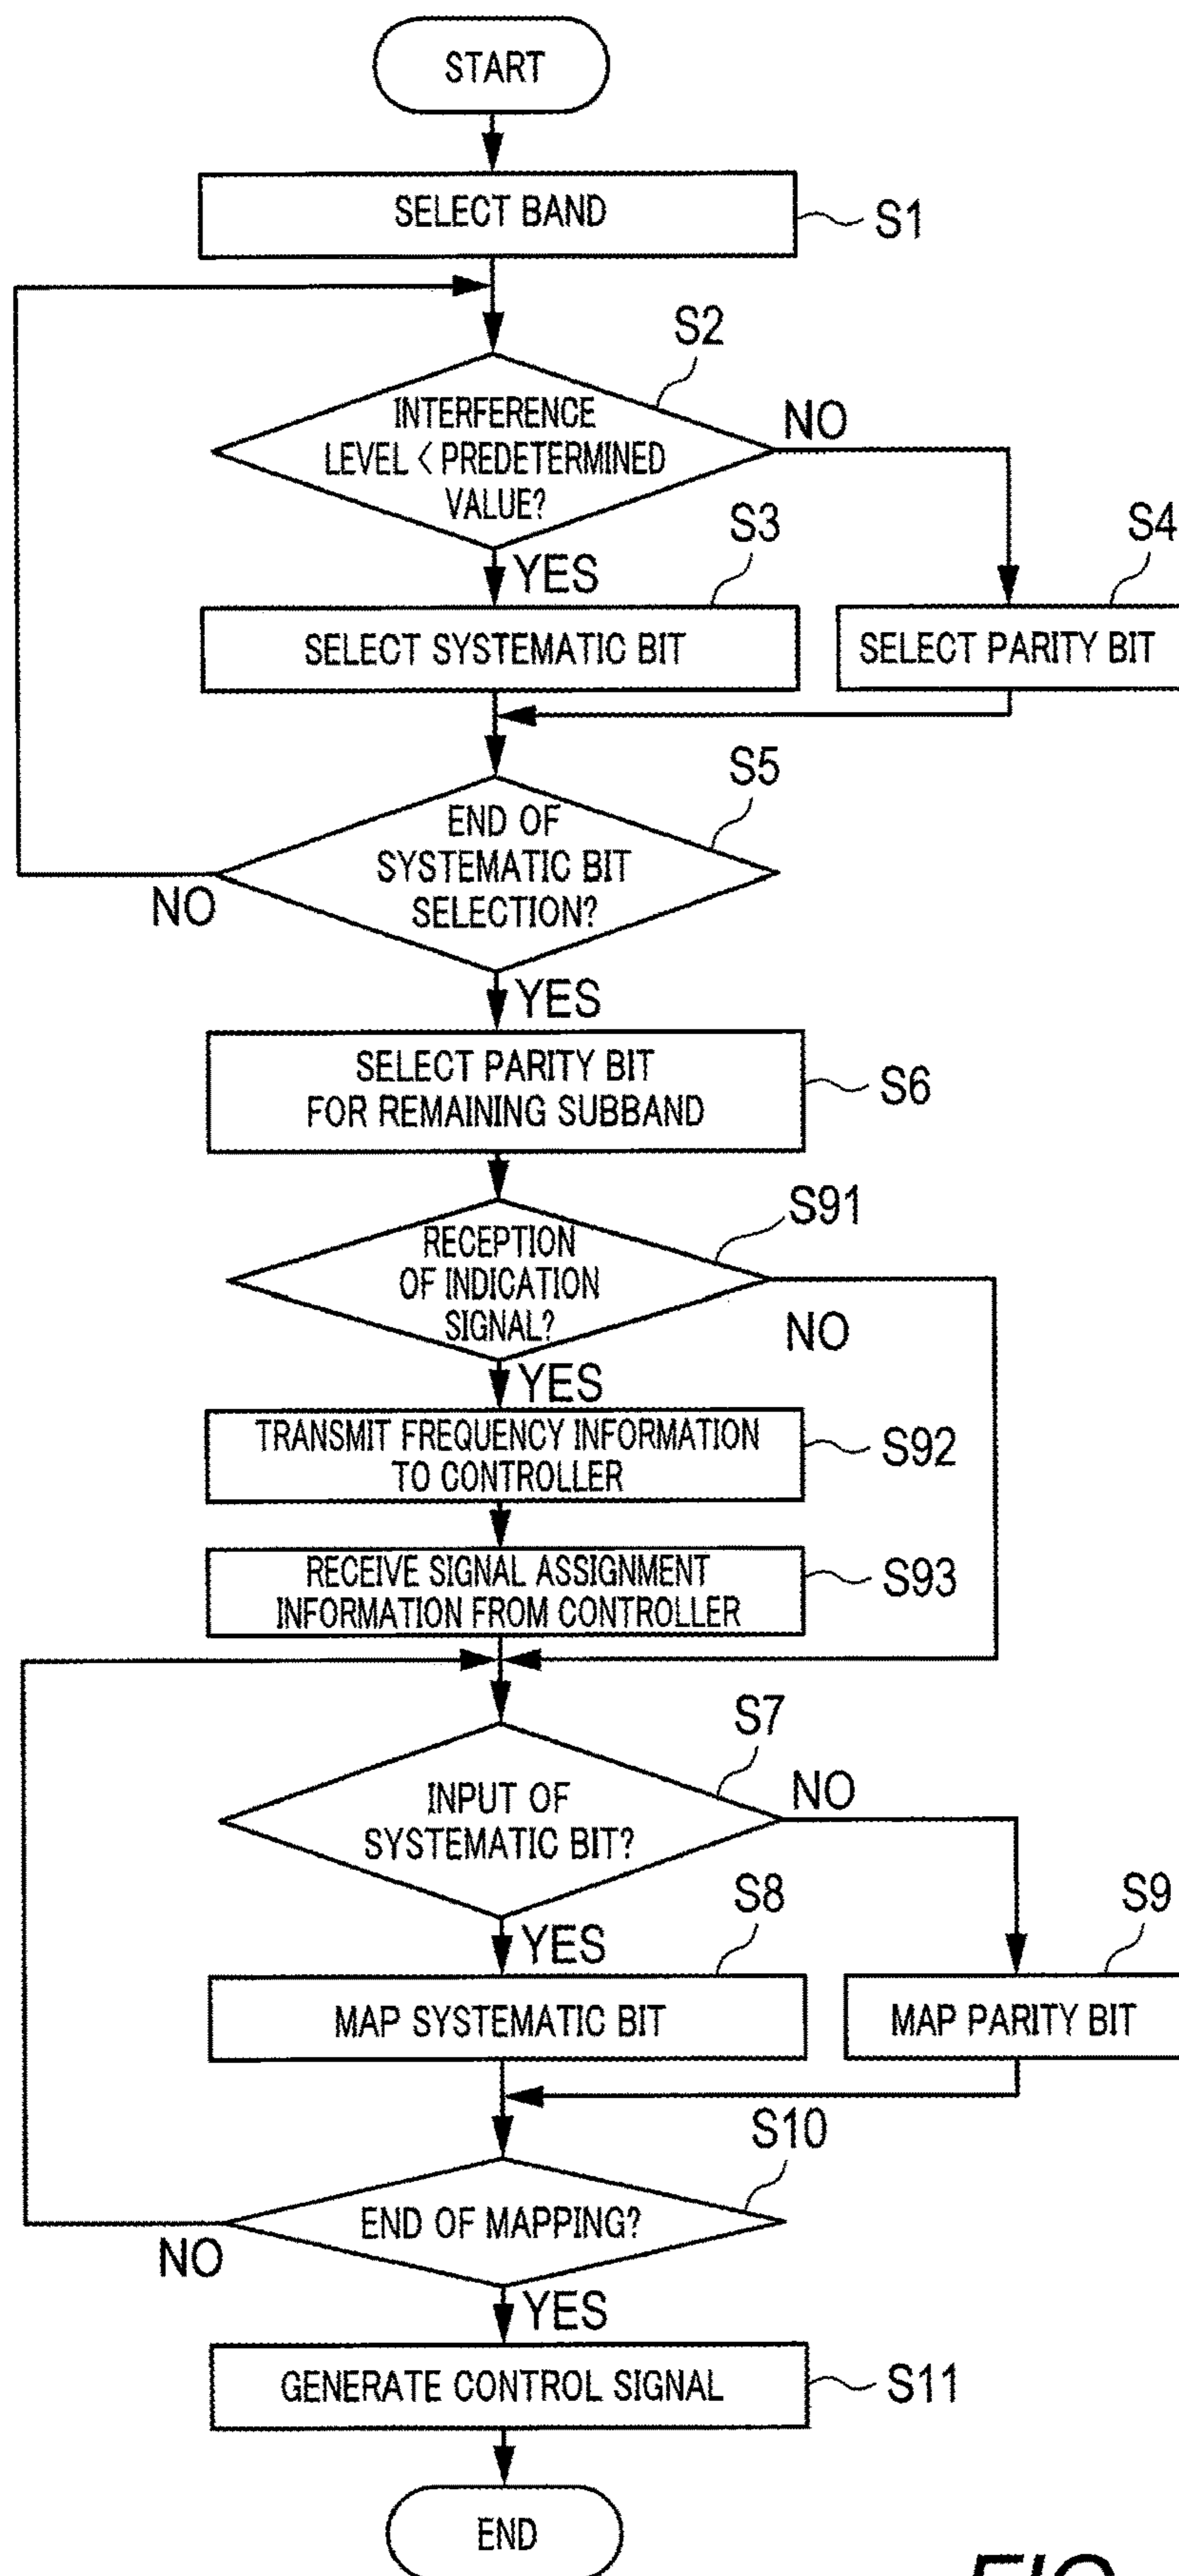 START
SELECT BAND
S1
S2
INTERFERENCE
LEVEL < PREDETERMINED
VALUE?
NO
YES
S3
S4
SELECT SYSTEMATIC BIT
SELECT PARITY BIT
S5
END OF
SYSTEMATIC BIT
SELECTION?
NO
YES
SELECT PARITY BIT
FOR REMAINING SUBBAND
S6
S91
RECEPTION
OF INDICATION
SIGNAL?
NO
YES
TRANSMIT FREQUENCY INFORMATION
TO CONTROLLER
S92
RECEIVE SIGNAL ASSIGNMENT
INFORMATION FROM CONTROLLER
S93
S7
INPUT OF
SYSTEMATIC BIT?
NO
YES
S8
S9
MAP SYSTEMATIC BIT
MAP PARITY BIT
S10
END OF MAPPING?
NO
YES
GENERATE CONTROL SIGNAL
S11
END